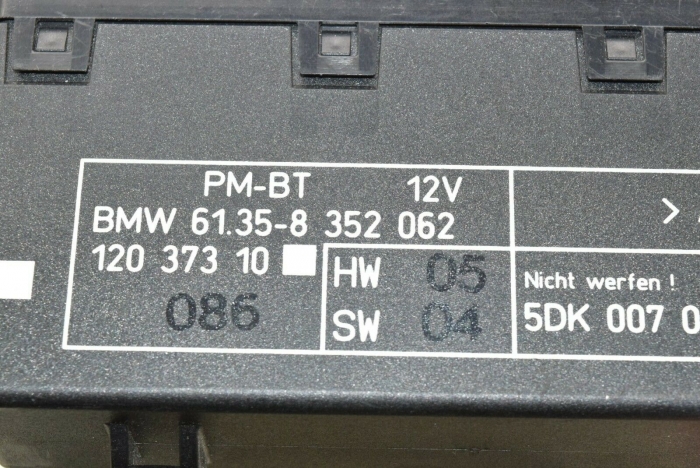 PM-BT 12V
BMW 61.35-8 352 062
120 373 10
086
HW 05
SW 04
>
Nicht werfen !
5DK 007 0